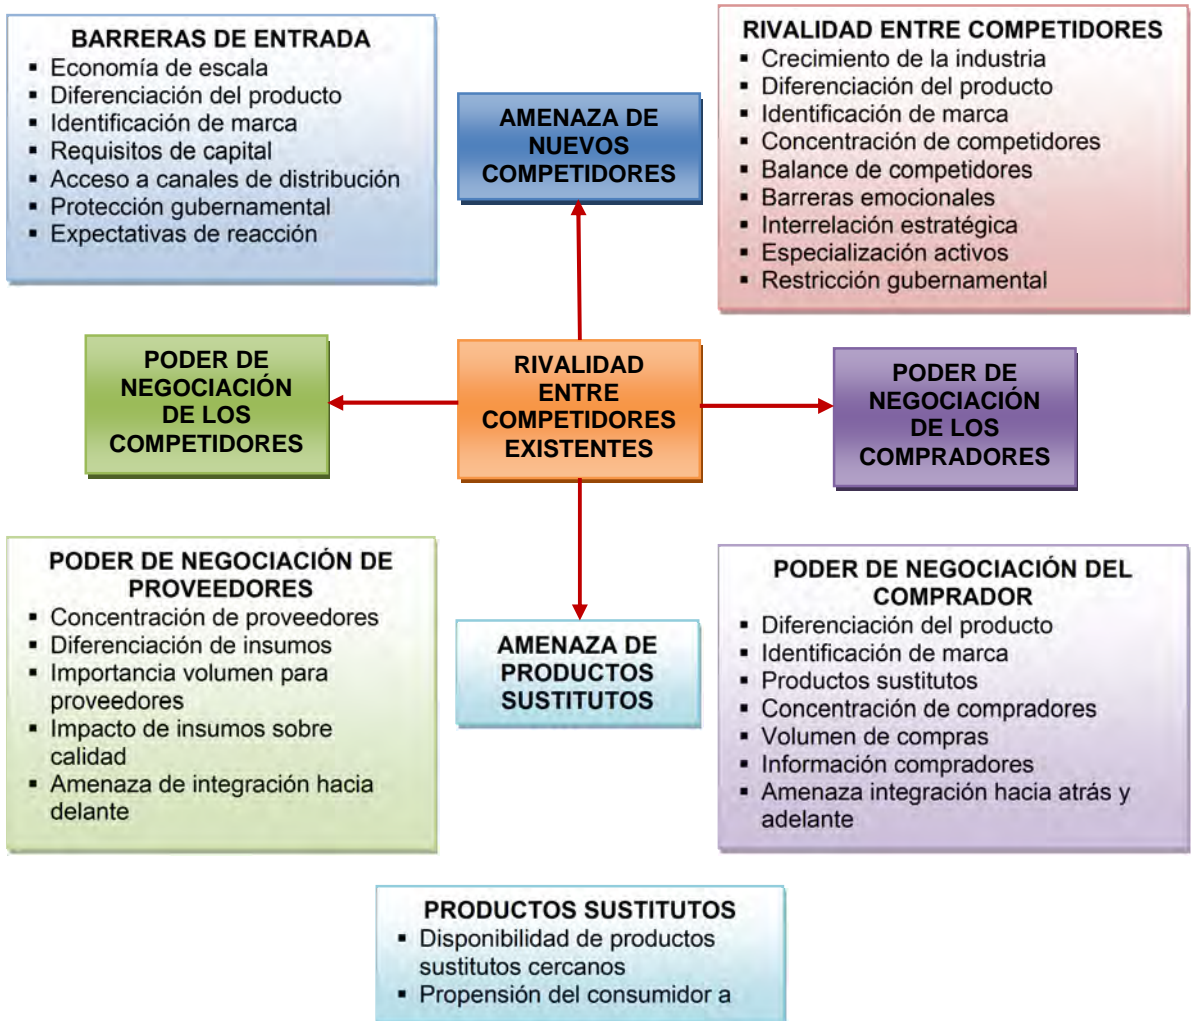 BARRERAS DE ENTRADA
▪ Economía de escala
▪ Diferenciación del producto
▪ Identificación de marca
▪ Requisitos de capital
▪ Acceso a canales de distribución
▪ Protección gubernamental
▪ Expectativas de reacción
AMENAZA DE
NUEVOS
COMPETIDORES
RIVALIDAD ENTRE COMPETIDORES
▪ Crecimiento de la industria
▪ Diferenciación del producto
▪ Identificación de marca
▪ Concentración de competidores
▪ Balance de competidores
▪ Barreras emocionales
▪ Interrelación estratégica
▪ Especialización activos
▪ Restricción gubernamental
PODER DE
NEGOCIACIÓN
DE LOS
COMPETIDORES
RIVALIDAD
ENTRE
COMPETIDORES
EXISTENTES
PODER DE
NEGOCIACIÓN
DE LOS
COMPRADORES
PODER DE NEGOCIACIÓN DE
PROVEEDORES
▪ Concentración de proveedores
▪ Diferenciación de insumos
▪ Importancia volumen para
proveedores
▪ Impacto de insumos sobre
calidad
▪ Amenaza de integración hacia
delante
AMENAZA DE
PRODUCTOS
SUSTITUTOS
PODER DE NEGOCIACIÓN DEL
COMPRADOR
▪ Diferenciación del producto
▪ Identificación de marca
▪ Productos sustitutos
▪ Concentración de compradores
▪ Volumen de compras
▪ Información compradores
▪ Amenaza integración hacia atrás y
adelante
PRODUCTOS SUSTITUTOS
▪ Disponibilidad de productos
sustitutos cercanos
▪ Propensión del consumidor a